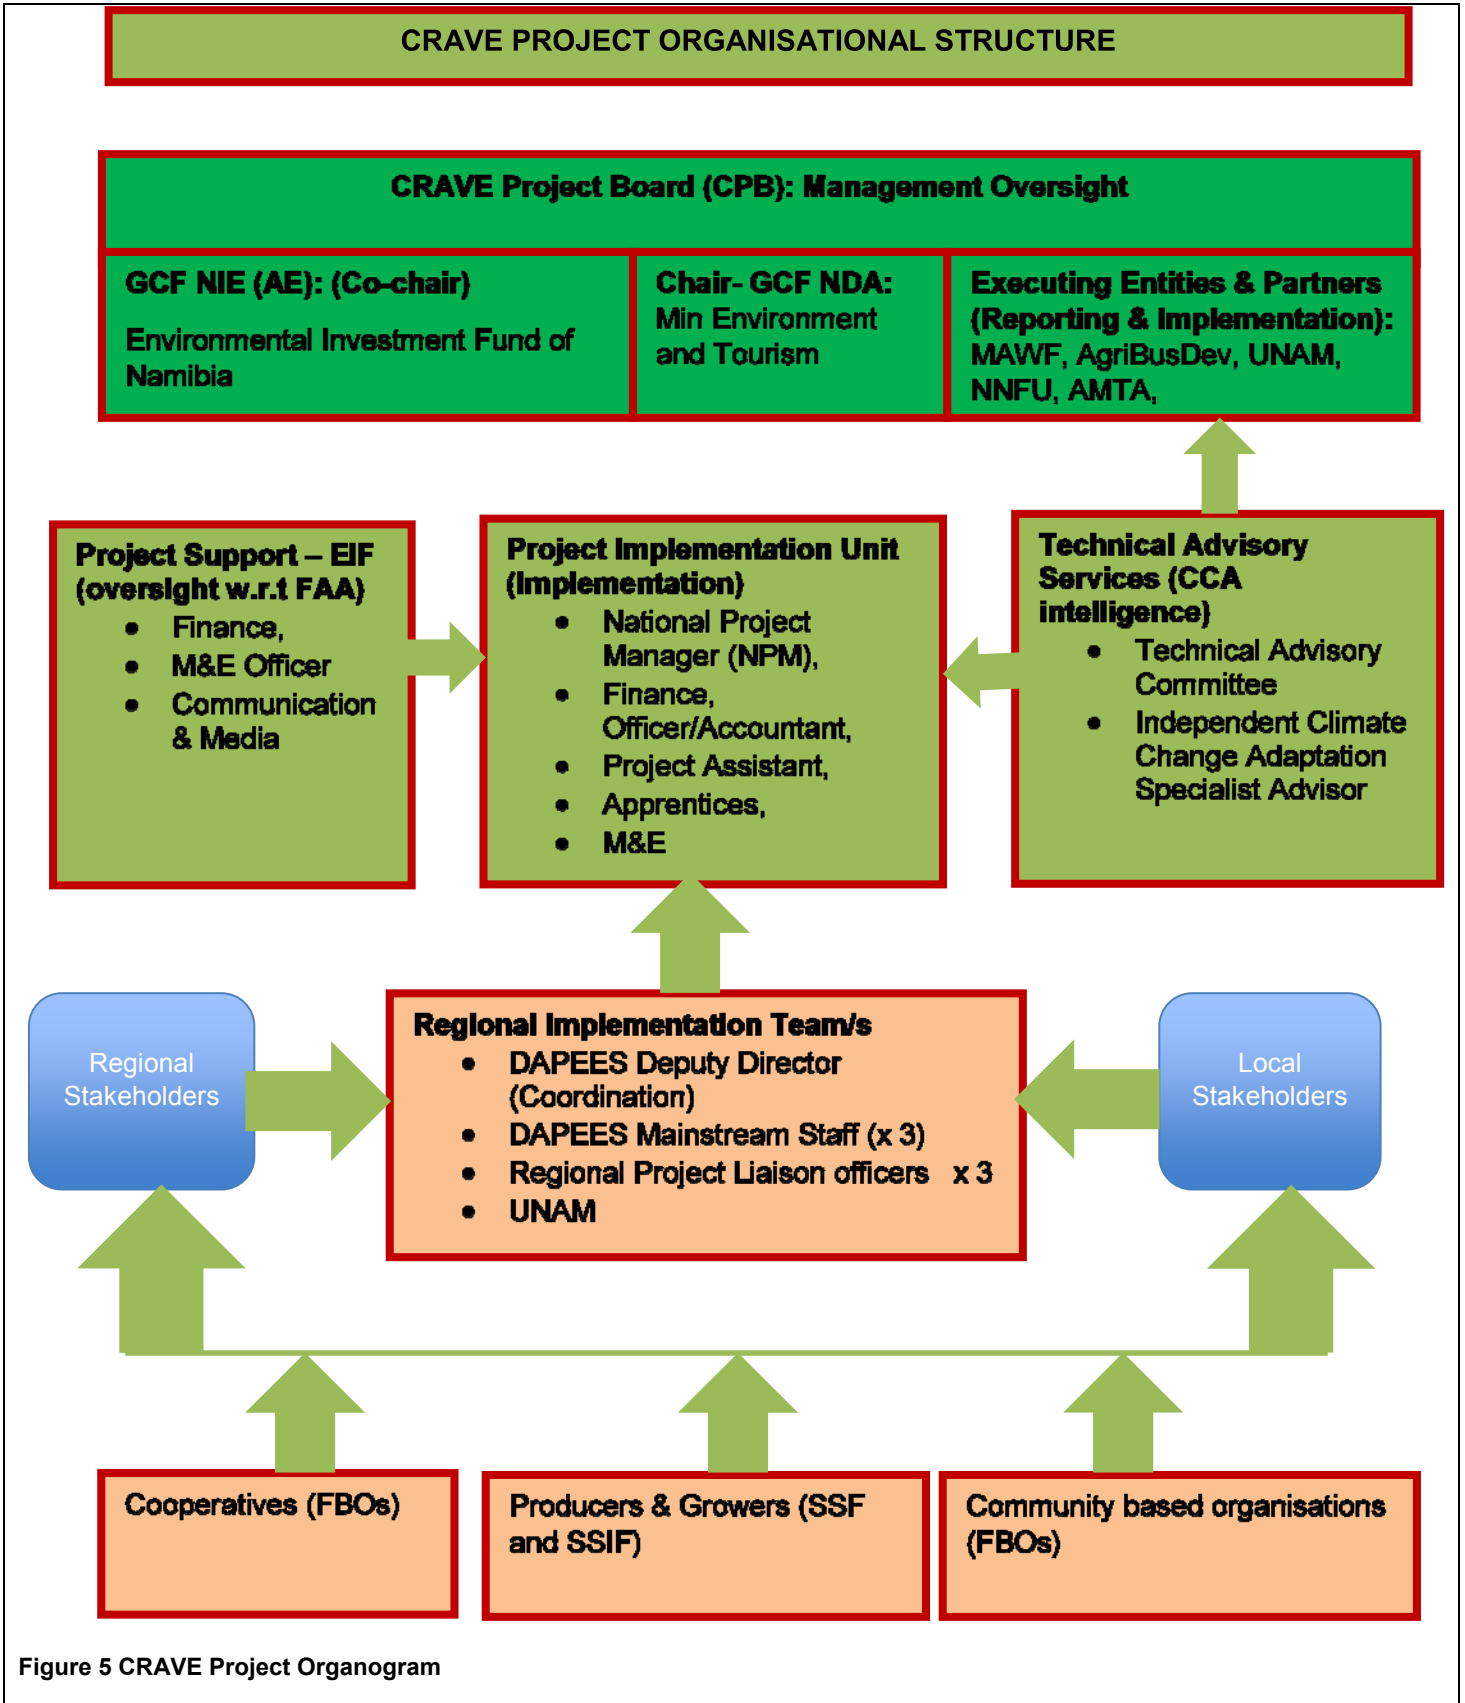 CRAVE PROJECT ORGANISATIONAL STRUCTURE
CRAVE Project Board (CPB): Management Oversight
GCF NIE (AE): (Co-chair)
Environmental Investment Fund of
Namibia
Chair- GCF NDA:
Min Environment
and Tourism
Executing Entities & Partners
(Reporting & Implementation):
MAWF, AgriBusDev, UNAM,
NNFU, AMTA,
Project Support – EIF
(oversight w.r.t FAA)
• Finance,
• M&E Officer
• Communication
& Media
Project Implementation Unit
(Implementation)
• National Project
Manager (NPM),
• Finance,
Officer/Accountant,
• Project Assistant,
• Apprentices,
• M&E
Technical Advisory
Services (CCA
intelligence)
• Technical Advisory
Committee
• Independent Climate
Change Adaptation
Specialist Advisor
Regional
Stakeholders
Regional Implementation Team/s
• DAPEES Deputy Director
(Coordination)
• DAPEES Mainstream Staff (x 3)
• Regional Project Liaison officers x 3
• UNAM
Local
Stakeholders
Cooperatives (FBOs)
Producers & Growers (SSF
and SSIF)
Community based organisations
(FBOs)
Figure 5 CRAVE Project Organogram